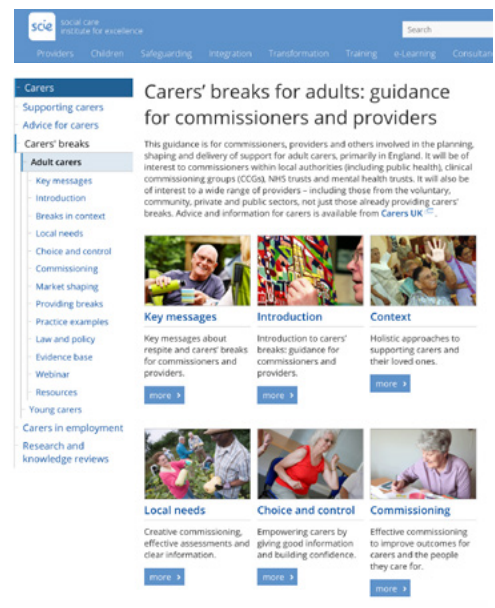 scie social care
institute for excellence
Search
Providers Children Safeguarding Integration Transformation Training e-Learning Consultan
Carers
Supporting carers
Advice for carers
Carers' breaks
Adult carers
Key messages
Introduction
Breaks in context
Local needs
Choice and control
Commissioning
Market shaping
Providing breaks
Practice examples
Law and policy
Evidence base
Webinar
Resources
Young carers
Carers in employment
Research and
knowledge reviews
Carers' breaks for adults: guidance
for commissioners and providers
This guidance is for commissioners, providers and others involved in the planning,
shaping and delivery of support for adult carers, primarily in England. It will be of
interest to commissioners within local authorities (including public health), clinical
commissioning groups (CCGs), NHS trusts and mental health trusts. It will also be
of interest to a wide range of providers – including those from the voluntary,
community, private and public sectors, not just those already providing carers'
breaks. Advice and information for carers is available from Carers UK.
Key messages
Key messages about
respite and carers' breaks
for commissioners and
providers.
more
Introduction
Introduction to carers'
breaks: guidance for
commissioners and
providers.
more
Context
Holistic approaches to
supporting carers and
their loved ones.
more
Local needs
Creative commissioning,
effective assessments and
clear information.
more
Choice and control
Empowering carers by
giving good information
and building confidence.
more
Commissioning
Effective commissioning
to improve outcomes for
carers and the people
they care for.
more